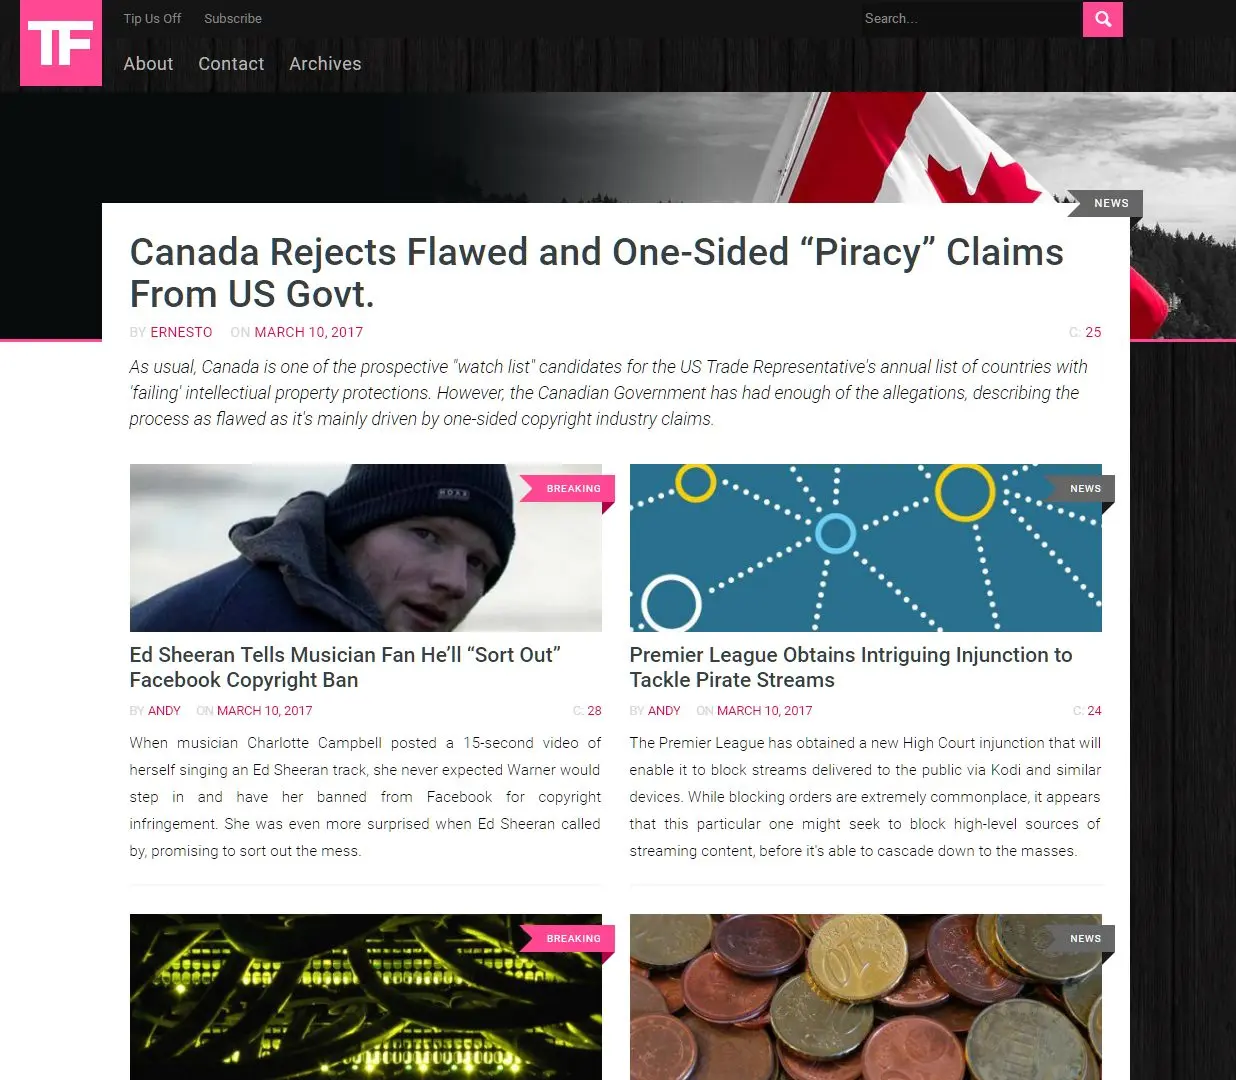 TF
Tip Us Off
Subscribe
Search...
About
Contact
Archives
NEWS
Canada Rejects Flawed and One-Sided “Piracy” Claims
From US Govt.
BY ERNESTO ON MARCH 10, 2017
C: 25
As usual, Canada is one of the prospective "watch list" candidates for the US Trade Representative's annual list of countries with
'failing' intellectiual property protections. However, the Canadian Government has had enough of the allegations, describing the
process as flawed as it's mainly driven by one-sided copyright industry claims.
BREAKING
Ed Sheeran Tells Musician Fan He’ll “Sort Out”
Facebook Copyright Ban
BY ANDY ON MARCH 10, 2017
C: 28
When musician Charlotte Campbell posted a 15-second video of
herself singing an Ed Sheeran track, she never expected Warner would
step in and have her banned from Facebook for copyright
infringement. She was even more surprised when Ed Sheeran called
by, promising to sort out the mess.
NEWS
Premier League Obtains Intriguing Injunction to
Tackle Pirate Streams
BY ANDY ON MARCH 10, 2017
C: 24
The Premier League has obtained a new High Court injunction that will
enable it to block streams delivered to the public via Kodi and similar
devices. While blocking orders are extremely commonplace, it appears
that this particular one might seek to block high-level sources of
streaming content, before it's able to cascade down to the masses.
BREAKING
NEWS
10